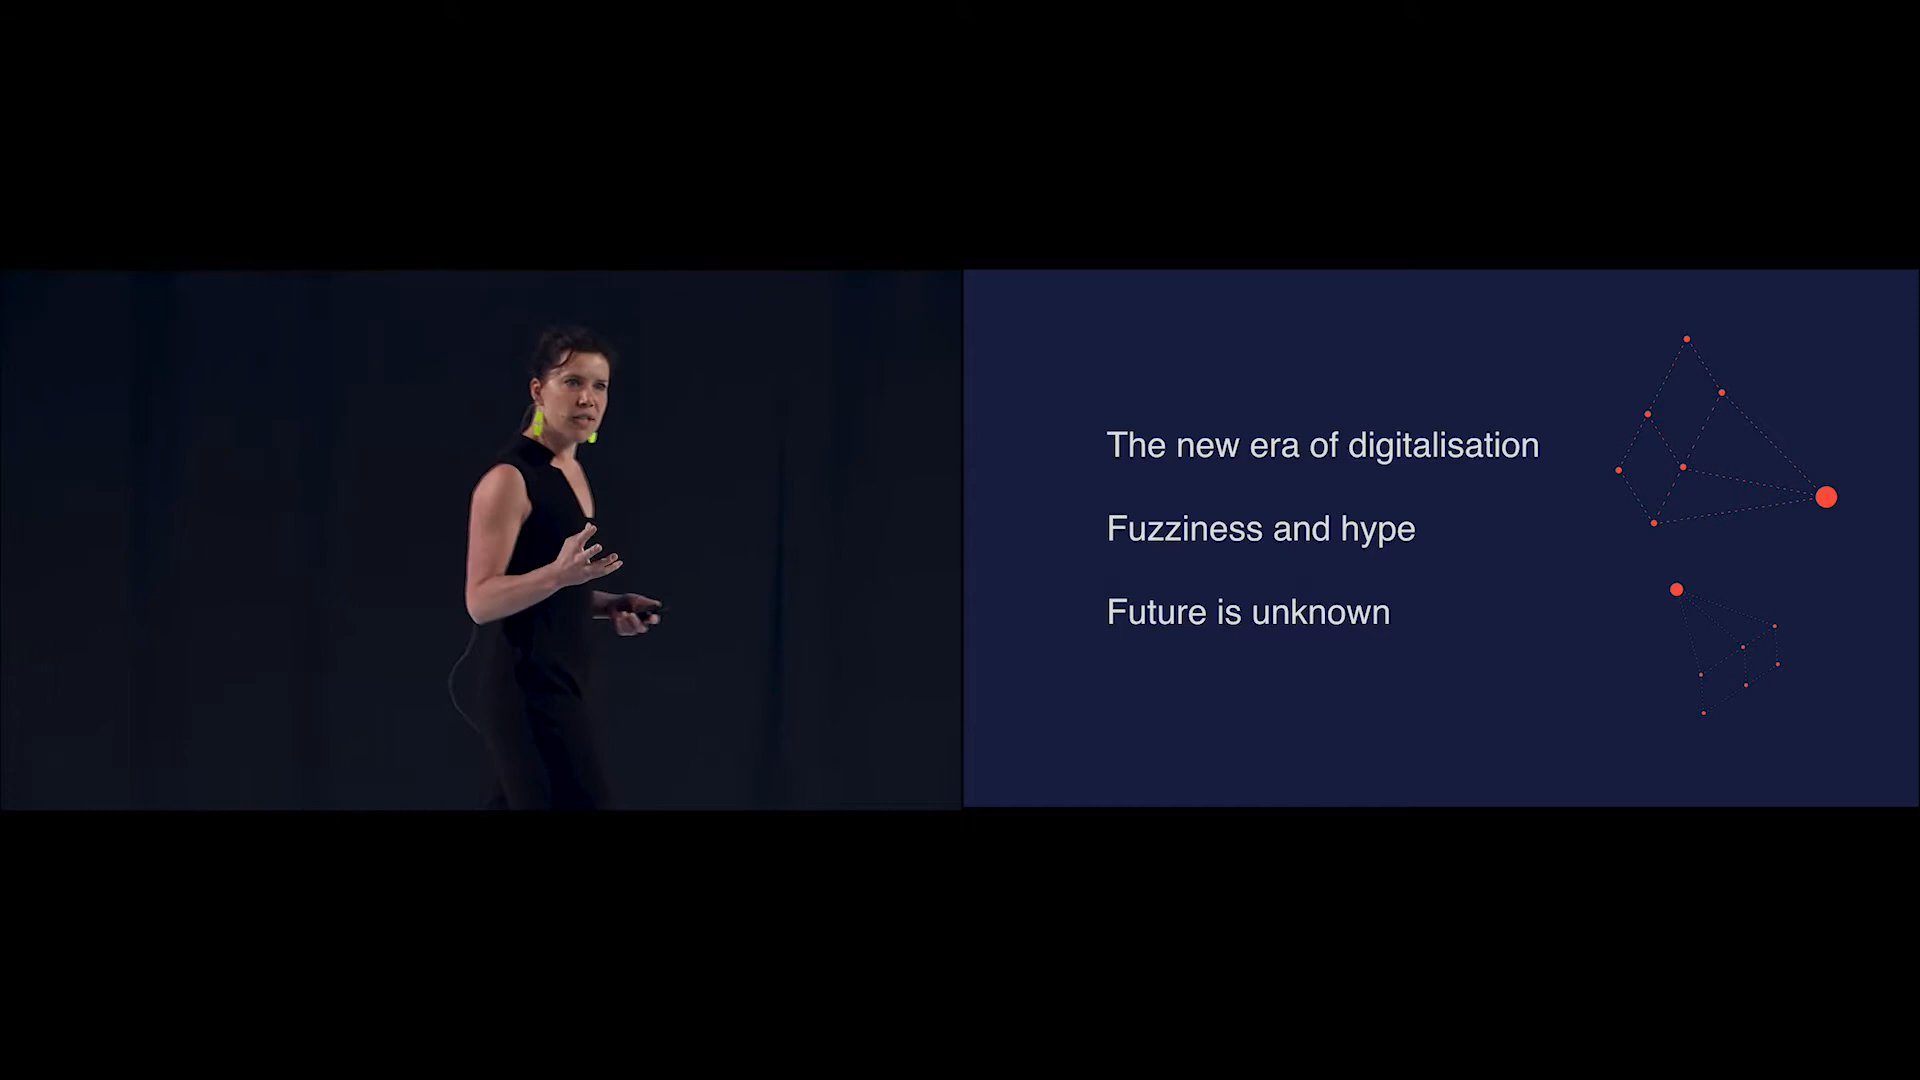 The new era of digitalisation
Fuzziness and hype
Future is unknown